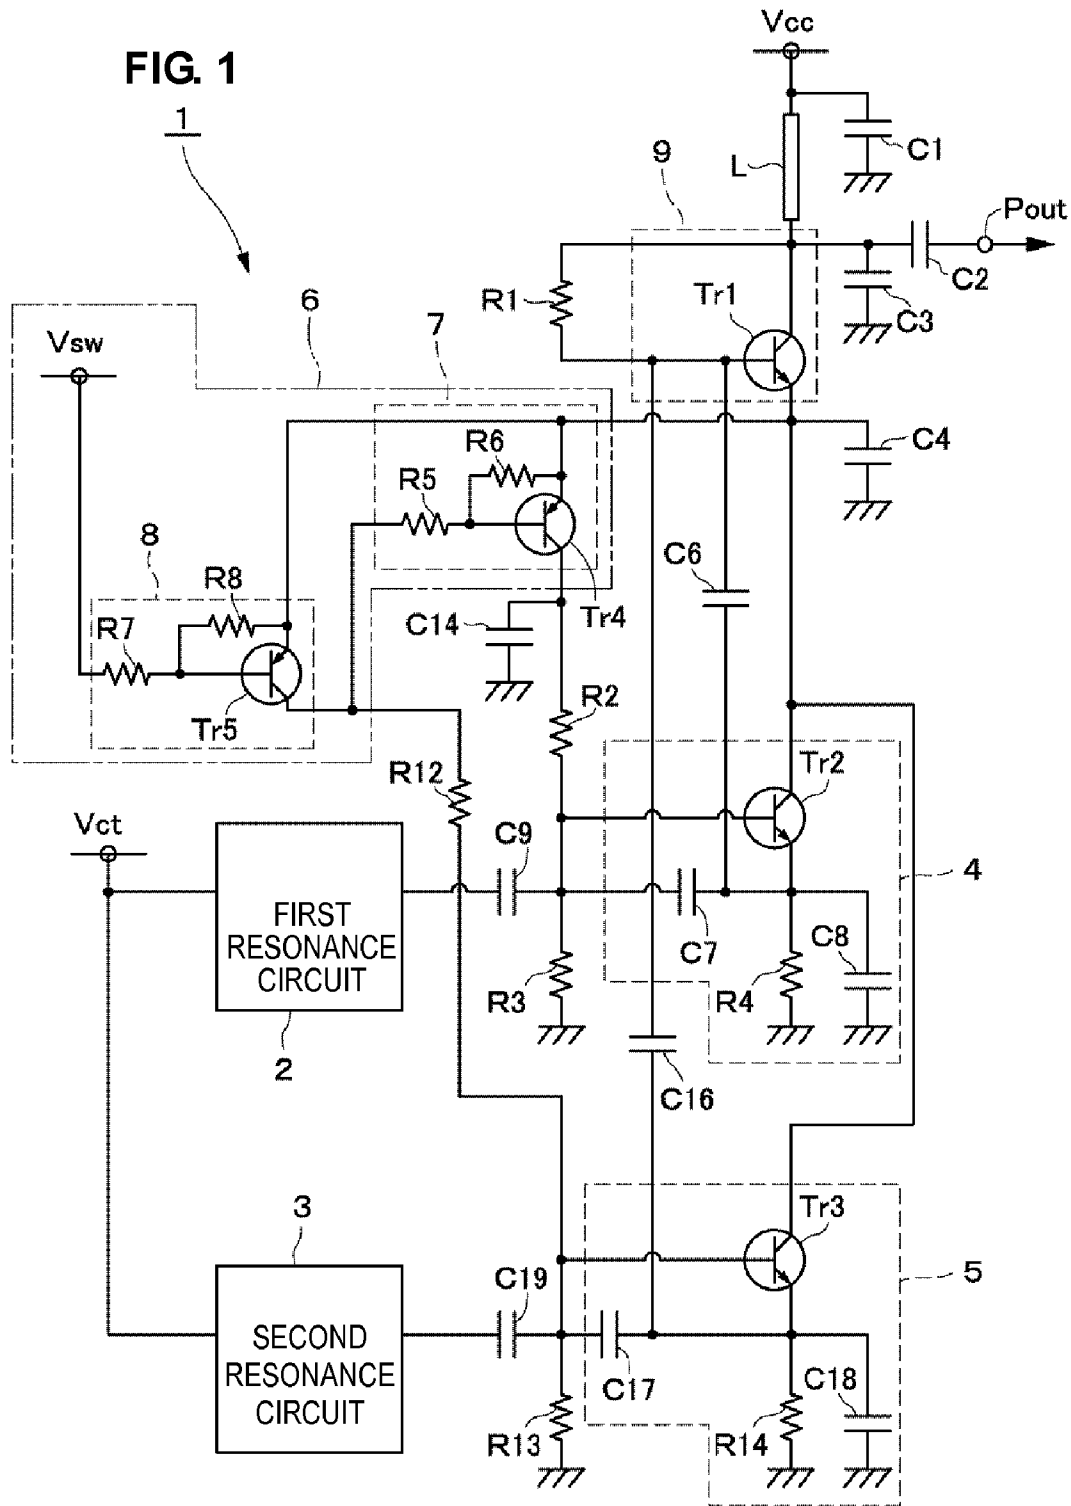 Vcc
FIG. 1
1
C1
9
L
Pout
C2
6
R1
Tr1
C3
7
Vsw
C4
R6
R5
8
C6
R8
C14
Tr4
R7
R2
Tr5
R12
Tr2
Vct
C9
4
FIRST
RESONANCE
CIRCUIT
C7
C8
R3
R4
2
C16
3
Tr3
5
C19
SECOND
RESONANCE
CIRCUIT
C17
C18
R13
R14